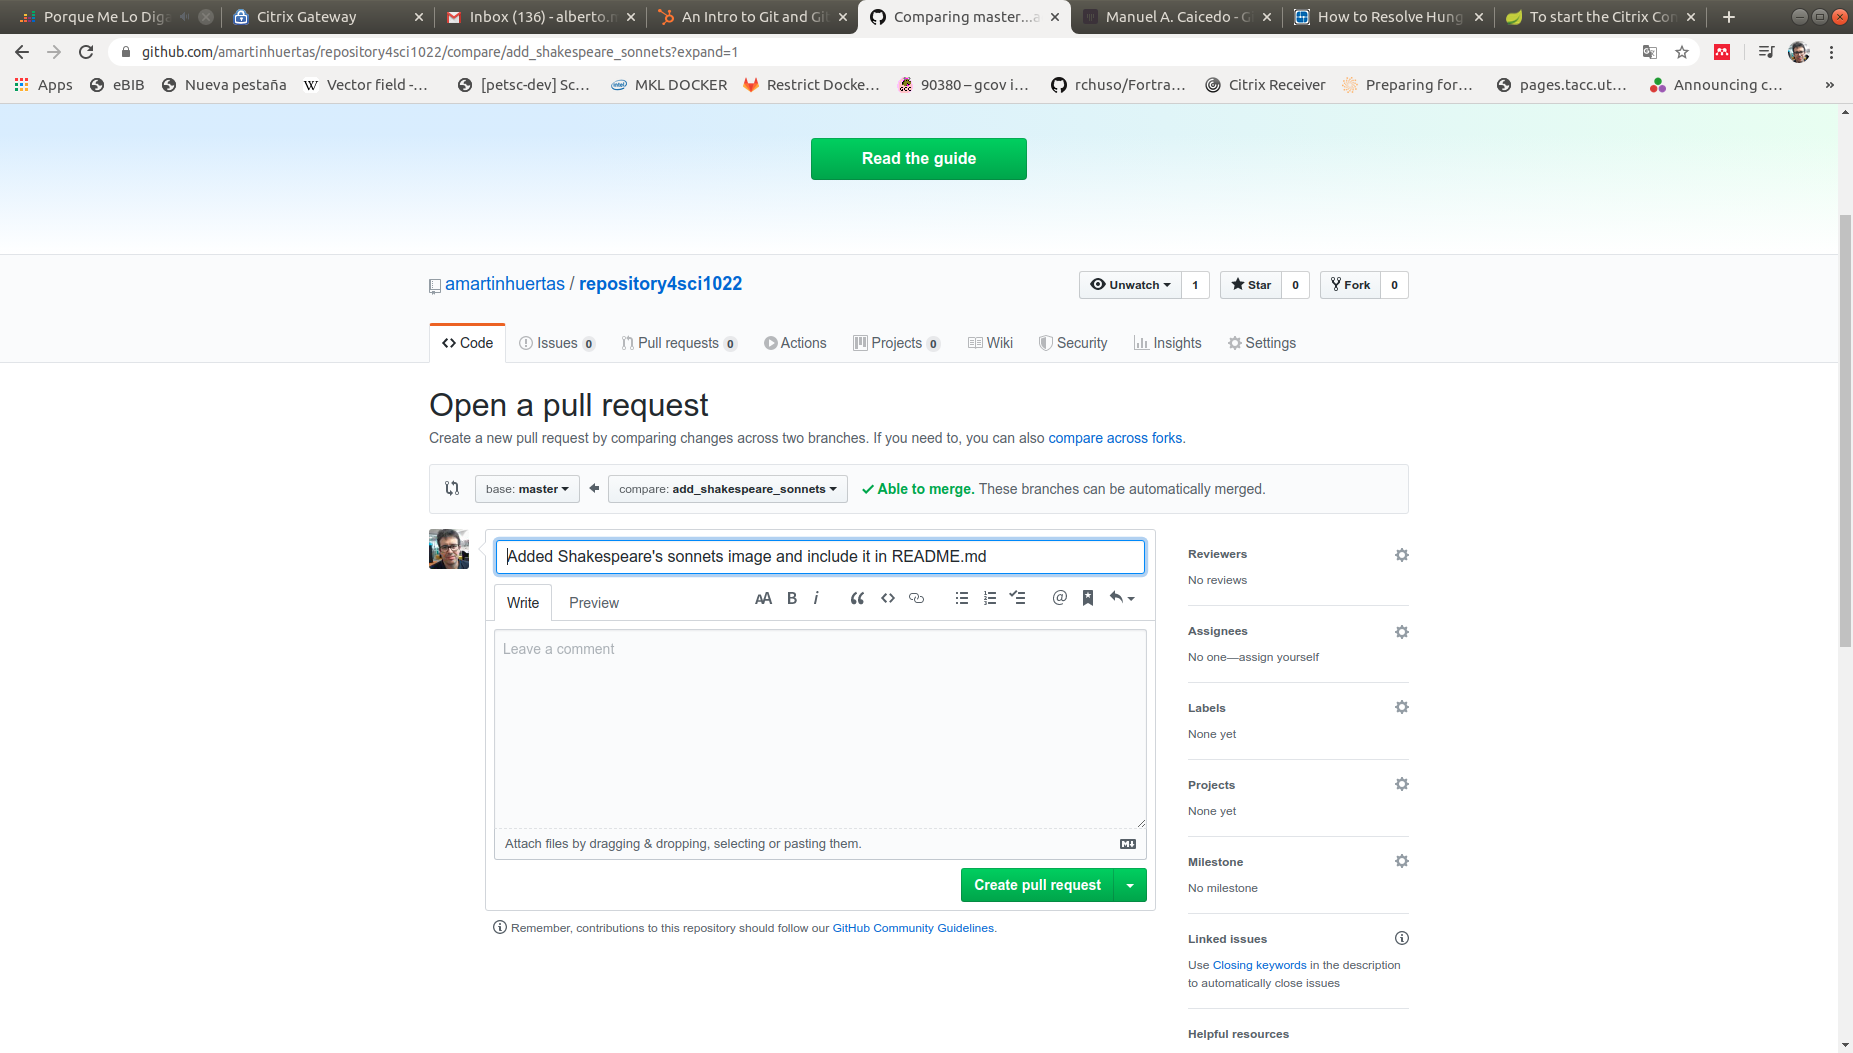 Porque Me Lo Diga
Citrix Gateway
Inbox (136) - alberto.m
An Intro to Git and Git
Comparing master...a
Manuel A. Caicedo - G
How to Resolve Hung
To start the Citrix Con
github.com/amartinhuertas/repository4sci1022/compare/add_shakespeare_sonnets?expand=1
Apps
eBIB
Nueva pestaña
W Vector field -...
[petsc-dev] Sc...
MKL DOCKER
Restrict Docke...
90380 – gcov i...
rchuso/Fortra...
Citrix Receiver
Preparing for...
pages.tacc.ut...
Announcing c...
»
Read the guide
amartinhuertas / repository4sci1022
Unwatch 1
Star 0
Fork 0
Code
Issues 0
Pull requests 0
Actions
Projects 0
Wiki
Security
Insights
Settings
Open a pull request
Create a new pull request by comparing changes across two branches. If you need to, you can also compare across forks.
base: master
compare: add_shakespeare_sonnets
Able to merge. These branches can be automatically merged.
Added Shakespeare's sonnets image and include it in README.md
Write
Preview
AA B i “ <> @
Leave a comment
Attach files by dragging & dropping, selecting or pasting them.
Create pull request
Remember, contributions to this repository should follow our GitHub Community Guidelines.
Reviewers
No reviews
Assignees
No one—assign yourself
Labels
None yet
Projects
None yet
Milestone
No milestone
Linked issues
Use Closing keywords in the description
to automatically close issues
Helpful resources